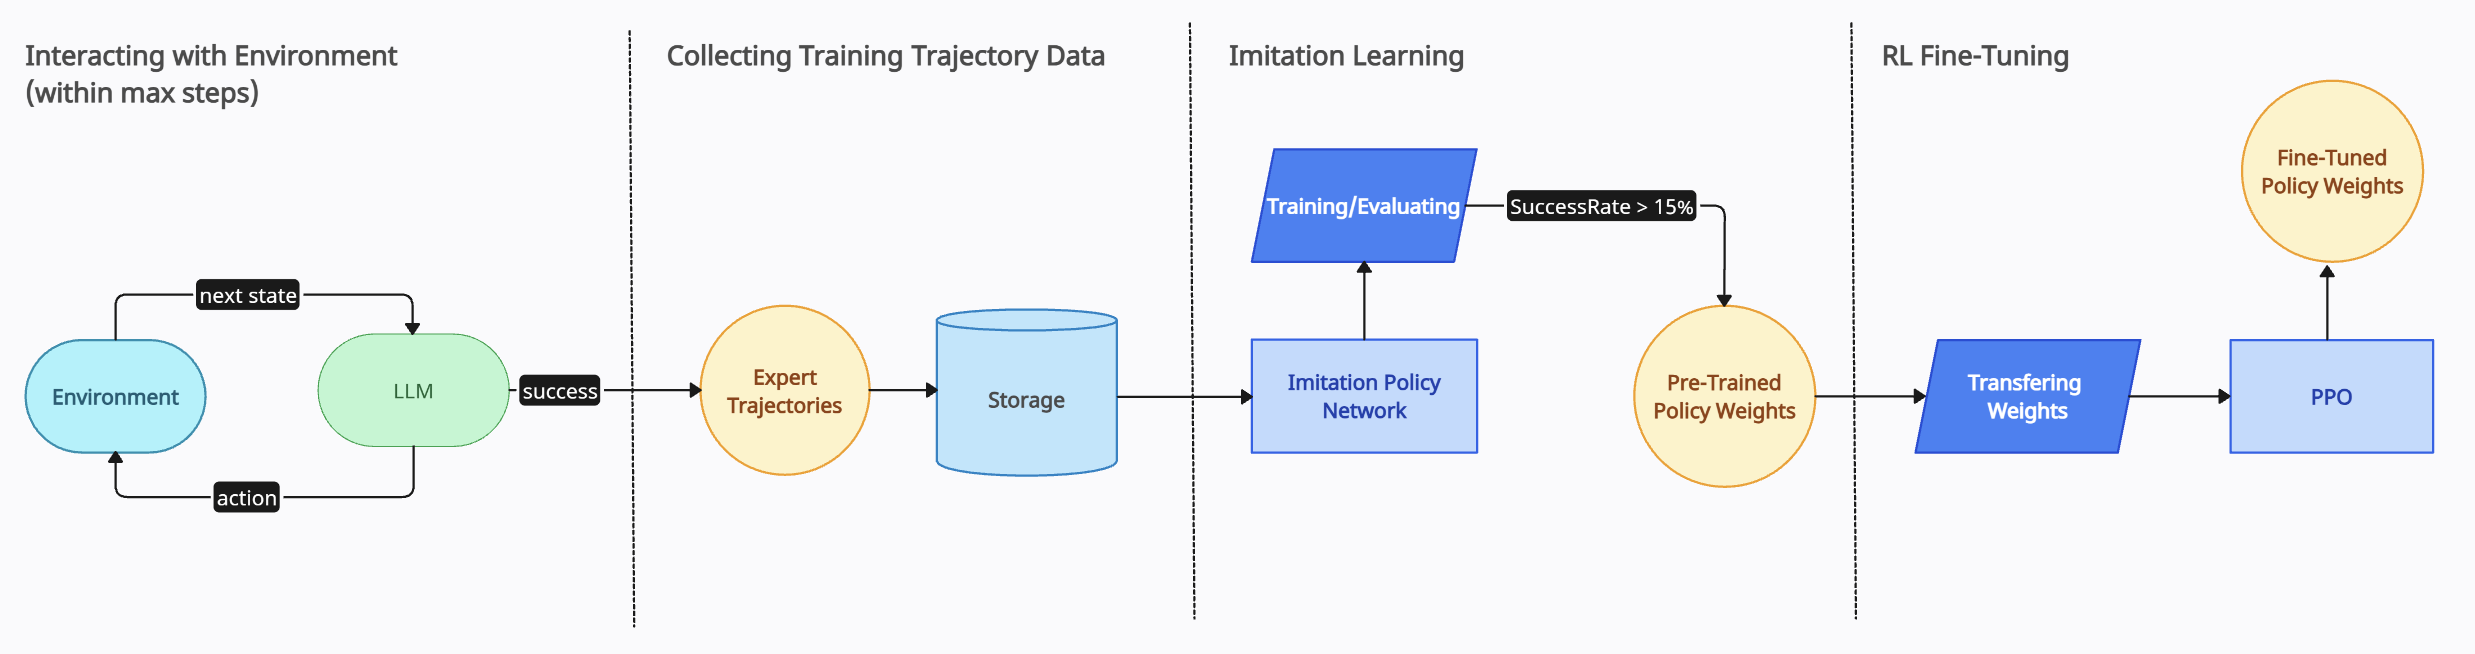 Interacting with Environment
(within max steps)
Collecting Training Trajectory Data
Imitation Learning
RL Fine-Tuning
next state
Environment
LLM
action
success
Expert
Trajectories
Storage
Training/Evaluating
SuccessRate > 15%
Imitation Policy
Network
Pre-Trained
Policy Weights
Transfering
Weights
PPO
Fine-Tuned
Policy Weights